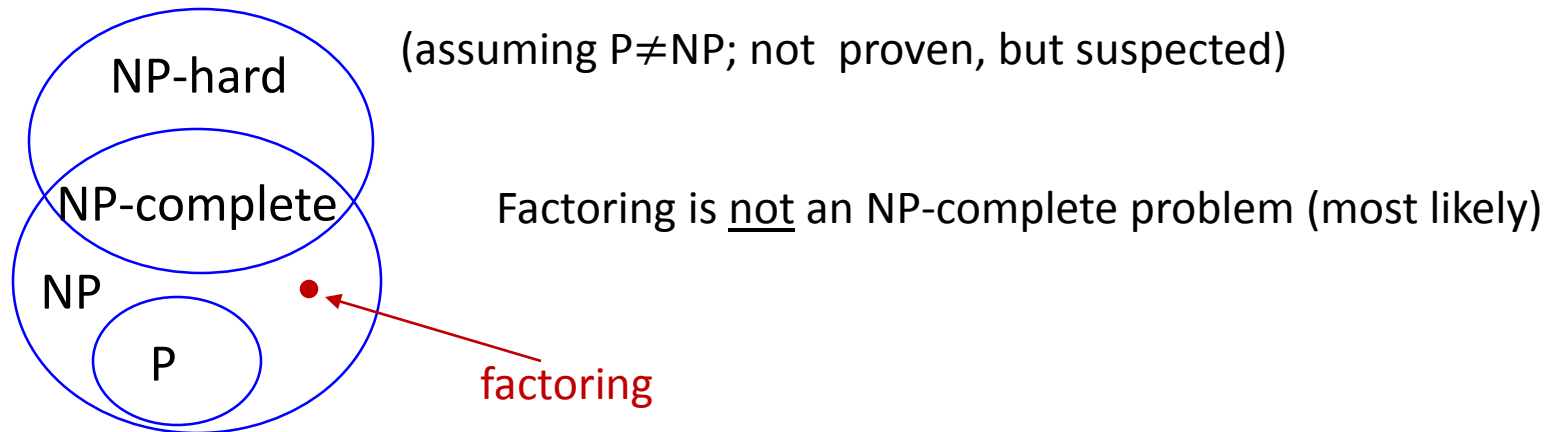 (assuming P≠NP; not proven, but suspected)
NP-hard
NP-complete
Factoring is not an NP-complete problem (most likely)
NP
P
factoring